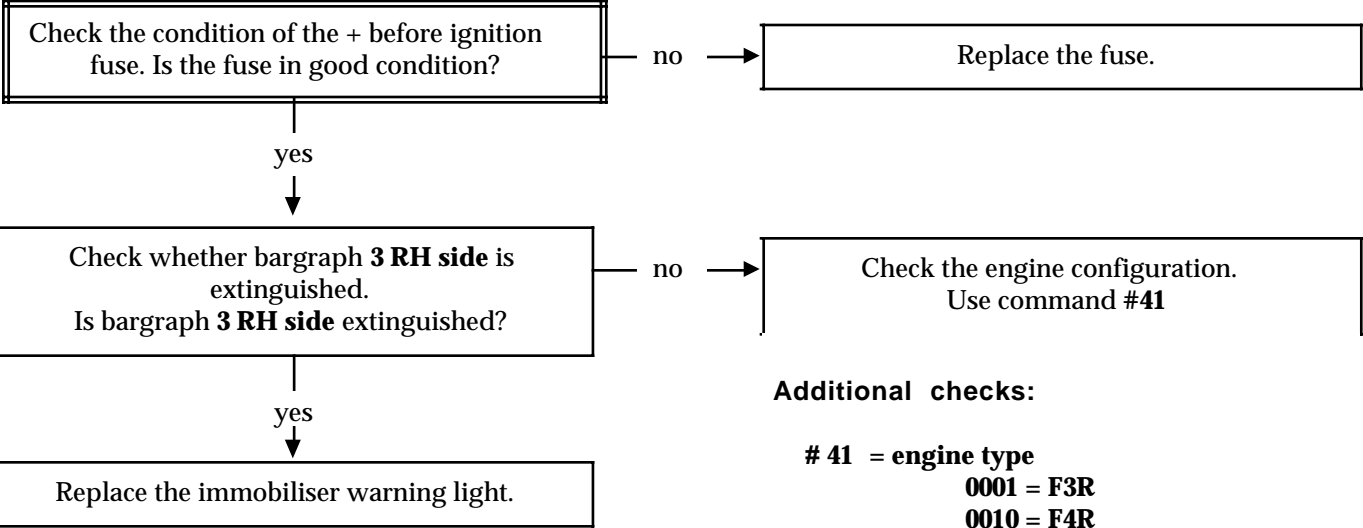 Check the condition of the + before ignition
fuse. Is the fuse in good condition?
no
Replace the fuse.
yes
Check whether bargraph 3 RH side is
extinguished.
Is bargraph 3 RH side extinguished?
no
Check the engine configuration.
Use command #41
yes
Replace the immobiliser warning light.
Additional checks:
# 41 = engine type
0001 = F3R
0010 = F4R